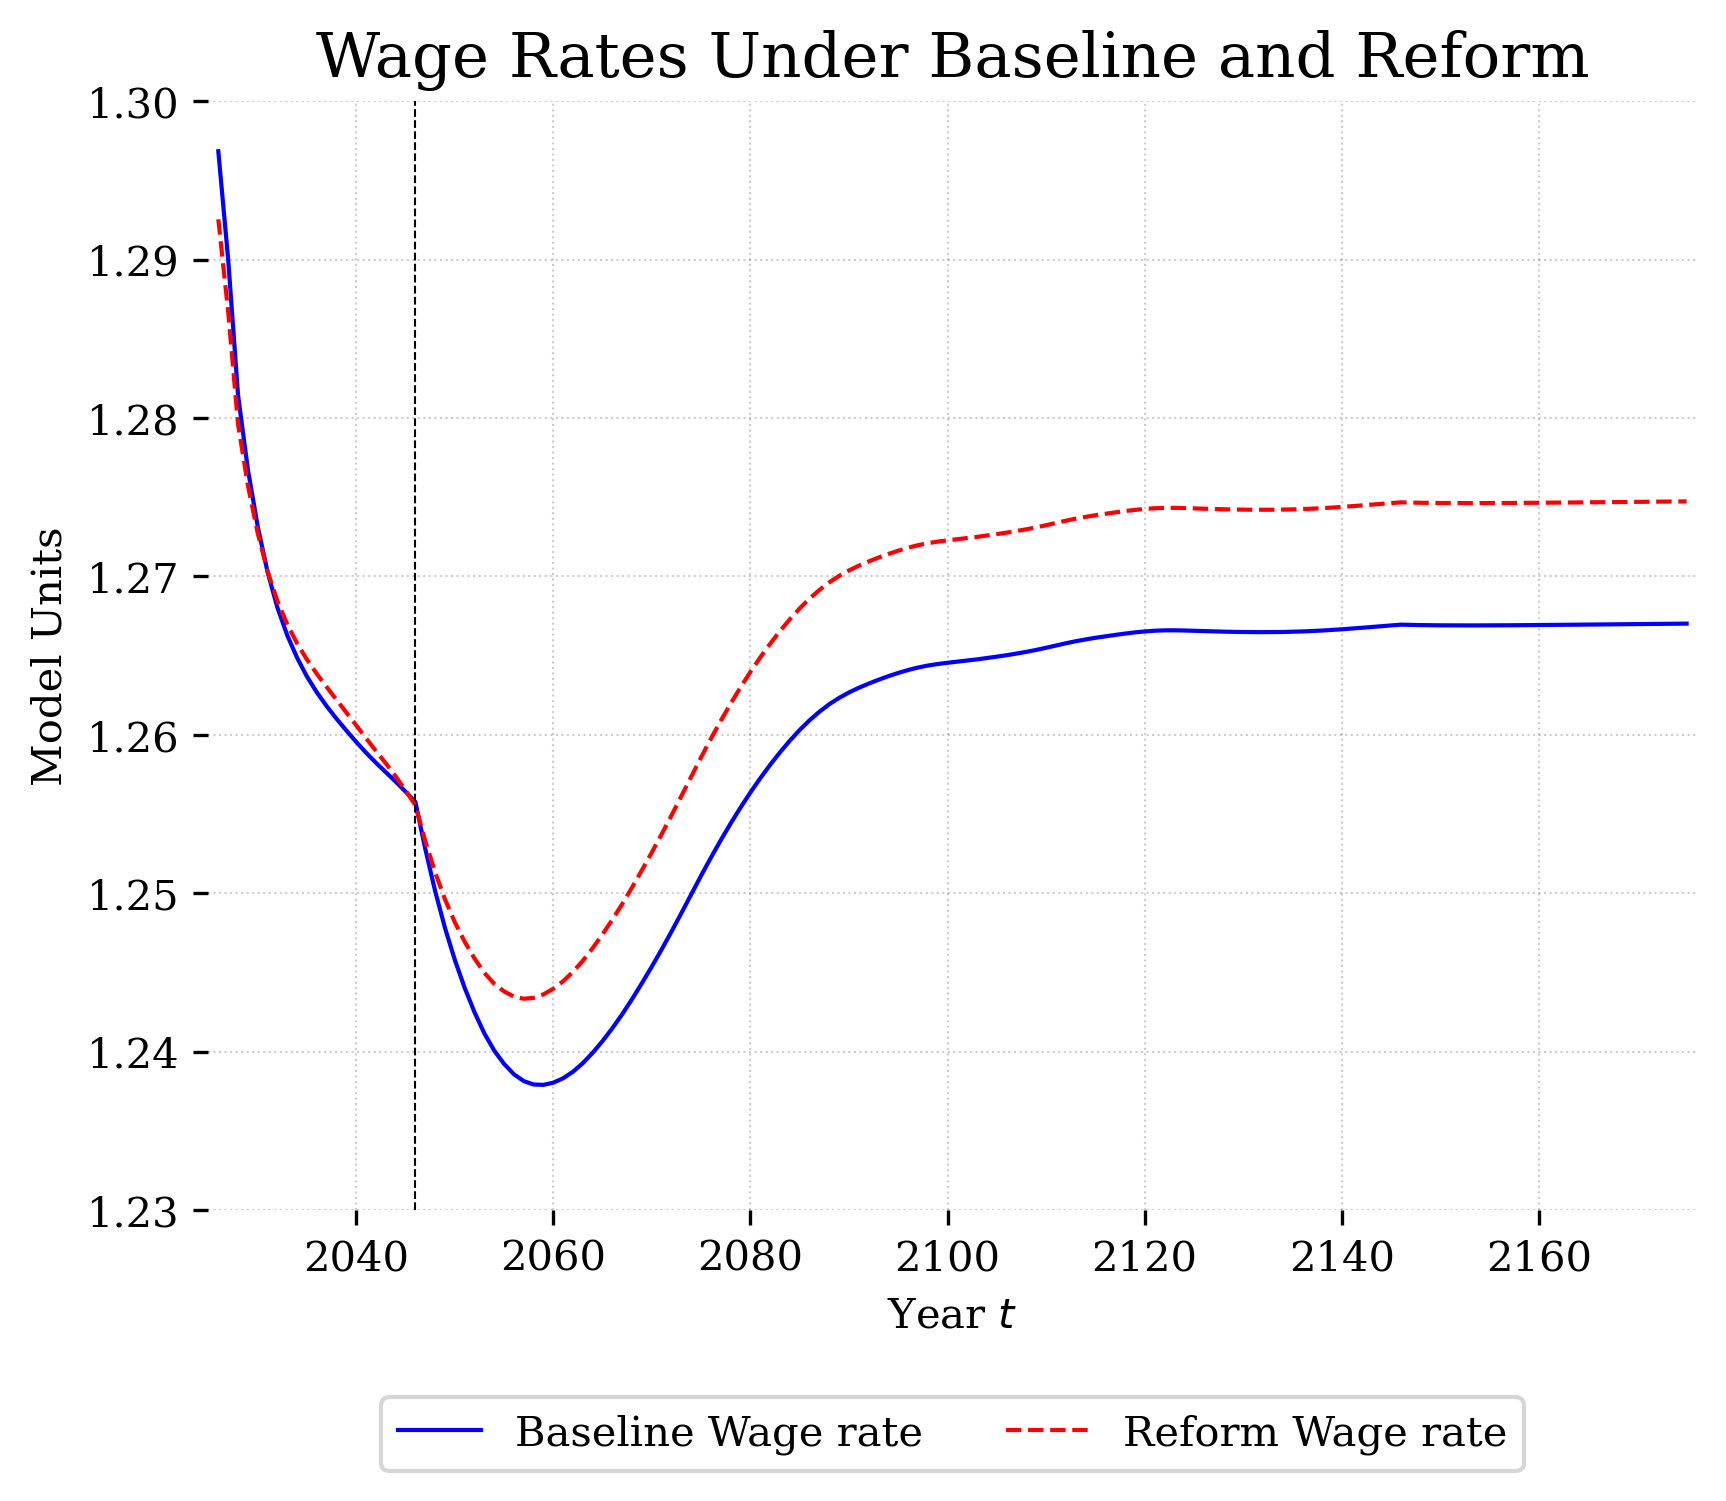 Wage Rates Under Baseline and Reform
1.30
1.29
1.28
1.27
1.26
1.25
1.24
1.23
Model Units
2040 2060 2080 2100 2120 2140 2160
Year t
Baseline Wage rate Reform Wage rate